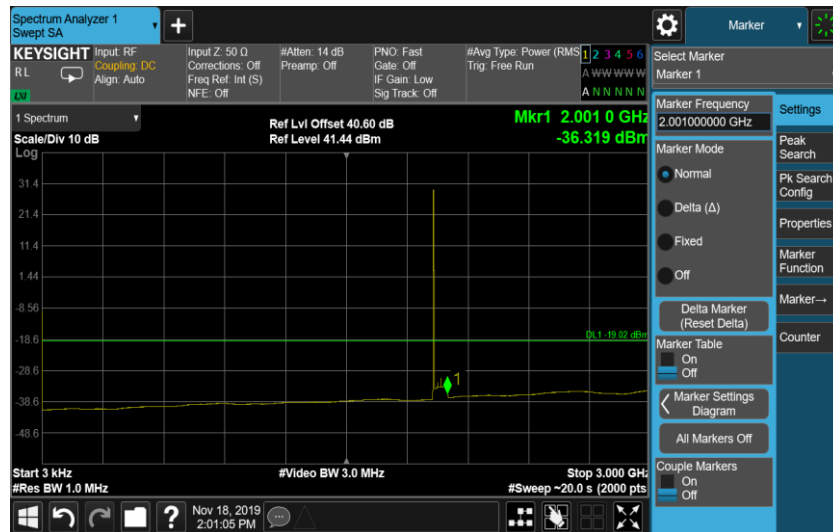 Spectrum Analyzer 1
Swept SA
Marker
KEYSIGHT
RL
LXI
Input: RF
Coupling: DC
Align: Auto
Input Z: 50 Ω
Corrections: Off
Freq Ref: Int (S)
NFE: Off
#Atten: 14 dB
Preamp: Off
PNO: Fast
Gate: Off
IF Gain: Low
Sig Track: Off
#Avg Type: Power (RMS
Trig: Free Run
1 2 3 4 5 6
A W W W W W
A N N N N N
Select Marker
Marker 1
1 Spectrum
Scale/Div 10 dB
Log
Ref Lvl Offset 40.60 dB
Ref Level 41.44 dBm
Mkr1 2.001 0 GHz
-36.319 dBm
31.4
21.4
11.4
1.44
-8.56
-18.6
-28.6
-38.6
-48.6
DL1 -19.02 dBm
1
Start 3 kHz
#Res BW 1.0 MHz
#Video BW 3.0 MHz
Stop 3.000 GHz
#Sweep ~20.0 s (2000 pts
Marker Frequency
2.001000000 GHz
Marker Mode
Normal
Delta (Δ)
Fixed
Off
Delta Marker
(Reset Delta)
Marker Table
On
Off
Marker Settings
Diagram
All Markers Off
Couple Markers
On
Off
Settings
Peak
Search
Pk Search
Config
Properties
Marker
Function
Marker→
Counter
?
Nov 18, 2019
2:01:05 PM